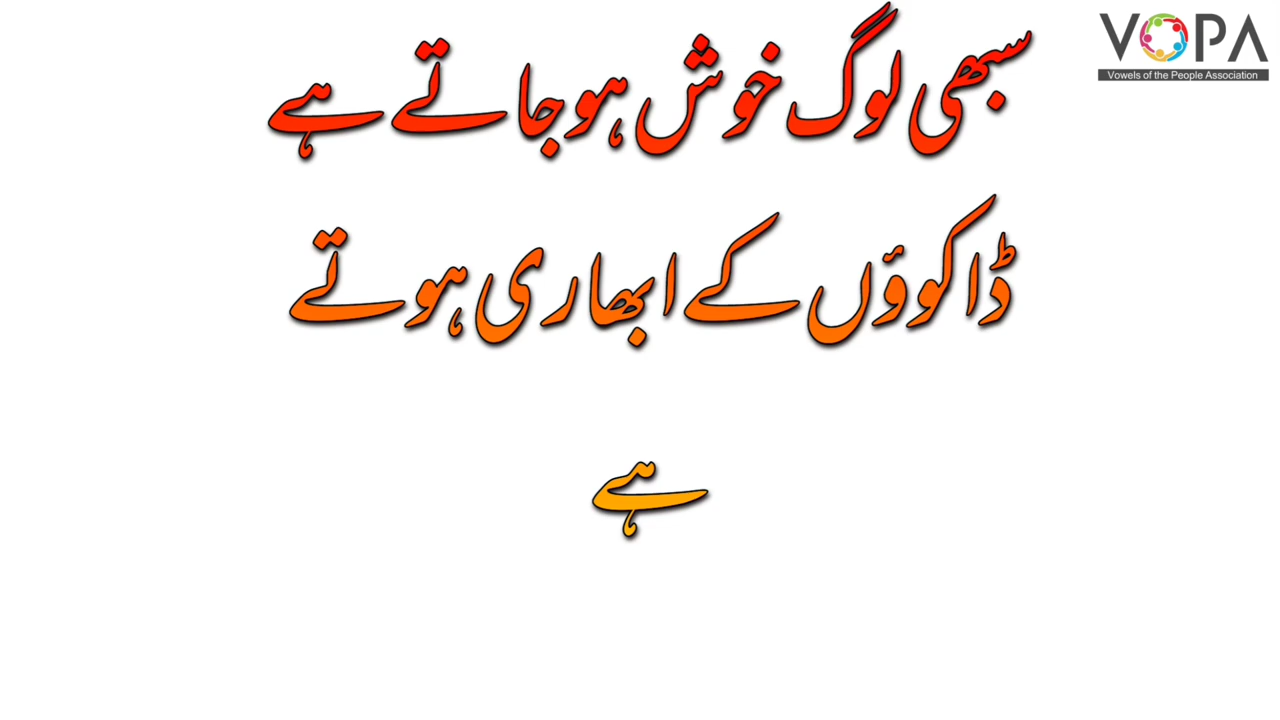 VOPA
Vowels of the People Association
سبھی لوگ خوش ہو جاتے ہے
ڈاکوؤں کے ابھاری ہوتے
ہے